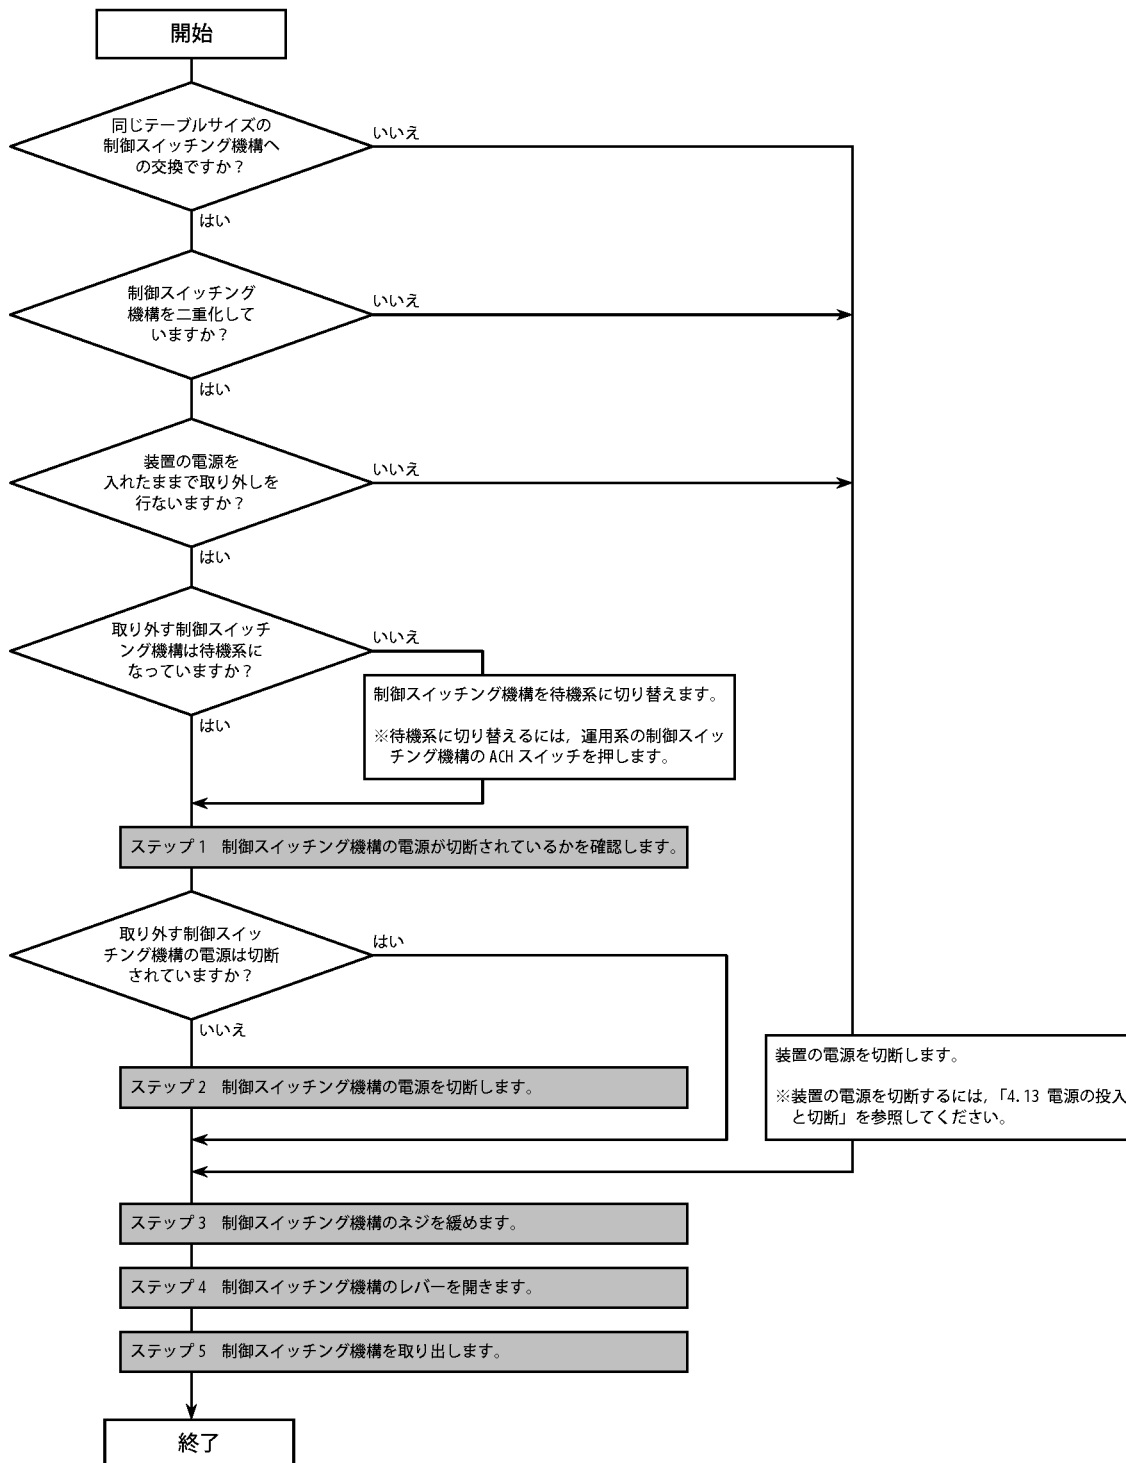 開始
同じテーブルサイズの
制御スイッチング機構へ
の交換ですか？
いいえ
はい
制御スイッチング
機構を二重化して
いますか？
いいえ
はい
装置の電源を
入れたままで取り外しを
行ないますか？
いいえ
はい
取り外す制御スイッチ
ング機構は待機系に
なっていますか？
いいえ
はい
制御スイッチング機構を待機系に切り替えます。
※待機系に切り替えるには，運用系の制御スイッ
チング機構の ACH スイッチを押します。
ステップ 1　制御スイッチング機構の電源が切断されているかを確認します。
取り外す制御スイッ
チング機構の電源は切断
されていますか？
はい
いいえ
装置の電源を切断します。
※装置の電源を切断するには，「4.13 電源の投入
と切断」を参照してください。
ステップ 2　制御スイッチング機構の電源を切断します。
ステップ 3　制御スイッチング機構のネジを緩めます。
ステップ 4　制御スイッチング機構のレバーを開きます。
ステップ 5　制御スイッチング機構を取り出します。
終了